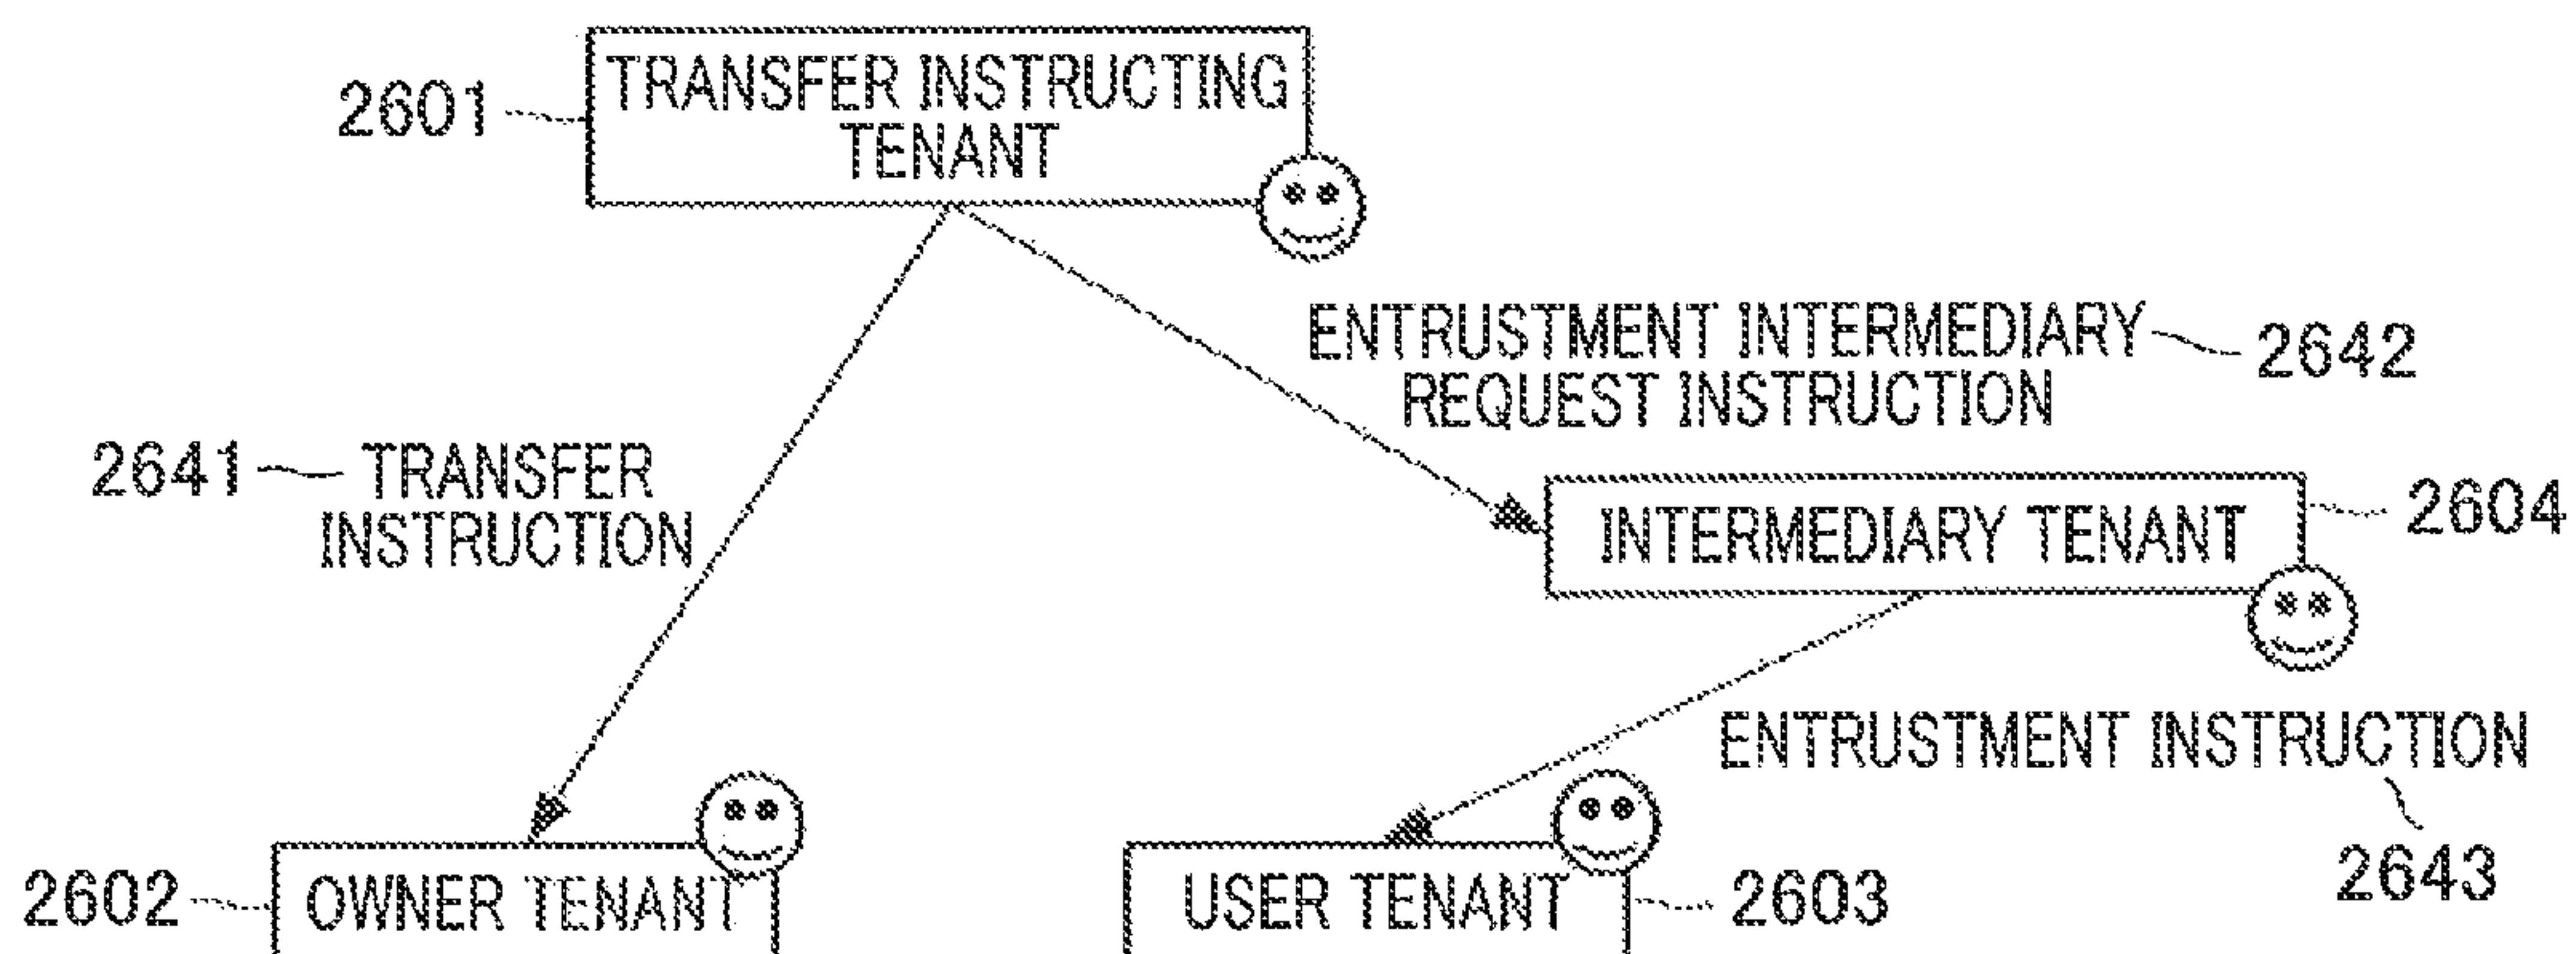 2601
TRANSFER INSTRUCTING
TENANT
ENTRUSTMENT INTERMEDIARY
REQUEST INSTRUCTION
2642
2641
TRANSFER
INSTRUCTION
INTERMEDIARY TENANT
2604
ENTRUSTMENT INSTRUCTION
2643
2602
OWNER TENANT
USER TENANT
2603